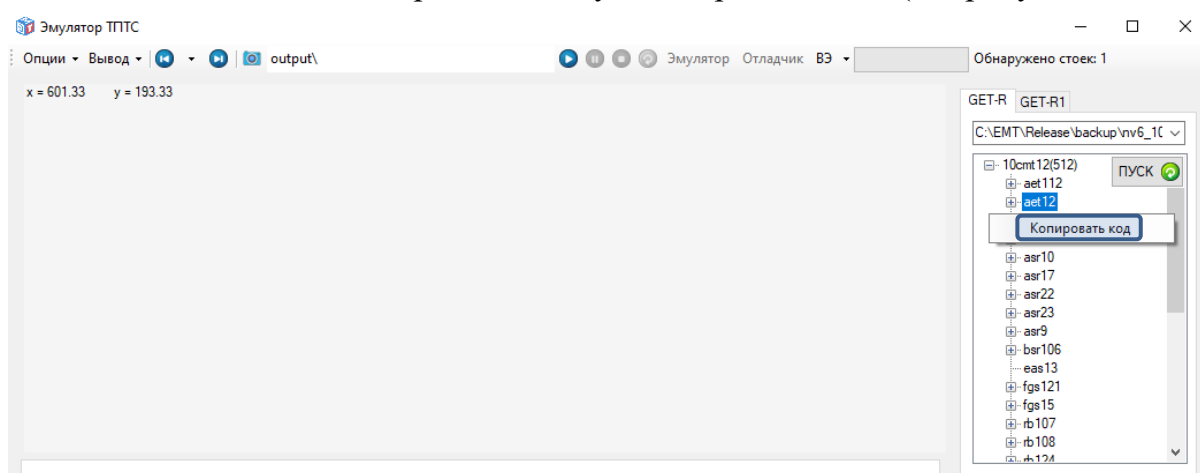 Эмулятор ТПТС
Опции Вывод output\ Эмулятор Отладчик ВЭ Обнаружено стоек: 1
x = 601.33 y = 193.33
GET-R GET-R1
C:\EMT\Release\backup\nv6_10
10cmt12(512) ПУСК
aet112
aet12
Копировать код
asr10
asr17
asr22
asr23
asr9
bsr106
eas13
fgs121
fgs15
rb107
rb108
rb124